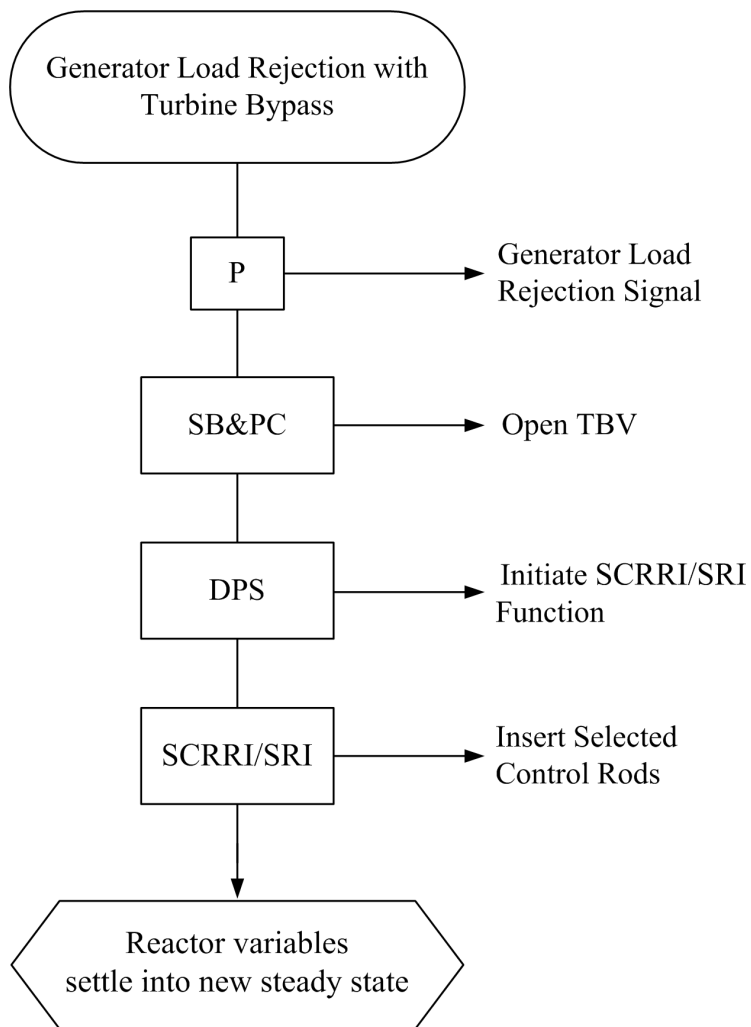 Generator Load Rejection with
Turbine Bypass
P
Generator Load
Rejection Signal
SB&PC
Open TBV
DPS
Initiate SCRRI/SRI
Function
SCRRI/SRI
Insert Selected
Control Rods
Reactor variables
settle into new steady state